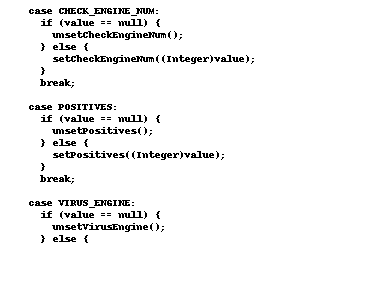 case CHECK_ENGINE_NUM:
if (value == null) {
unsetCheckEngineNum();
} else {
setCheckEngineNum((Integer)value);
}
break;
case POSITIVES:
if (value == null) {
unsetPositives();
} else {
setPositives((Integer)value);
}
break;
case VIRUS_ENGINE:
if (value == null) {
unsetVirusEngine();
} else {